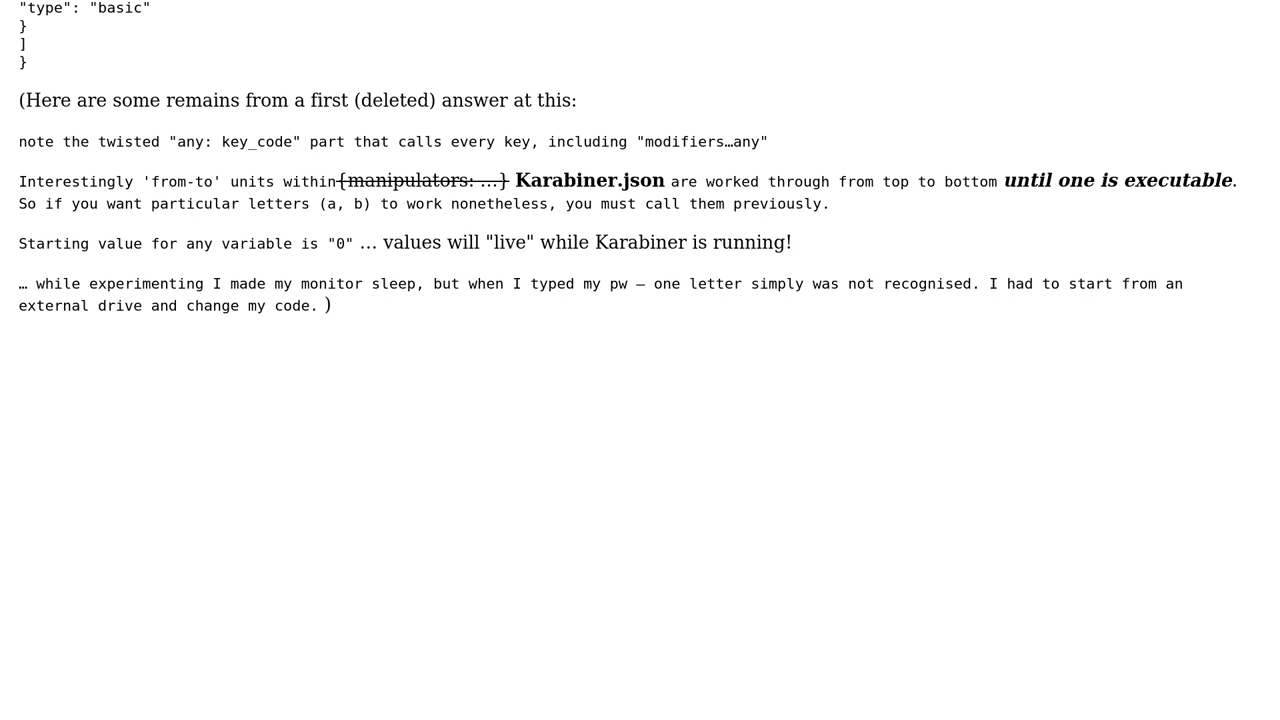 "type": "basic"
}
]
}
(Here are some remains from a first (deleted) answer at this:
note the twisted "any: key_code" part that calls every key, including "modifiers…any"
Interestingly 'from-to' units within{manipulators: …} Karabiner.json are worked through from top to bottom until one is executable.
So if you want particular letters (a, b) to work nonetheless, you must call them previously.
Starting value for any variable is "0" … values will "live" while Karabiner is running!
… while experimenting I made my monitor sleep, but when I typed my pw – one letter simply was not recognised. I had to start from an
external drive and change my code. )